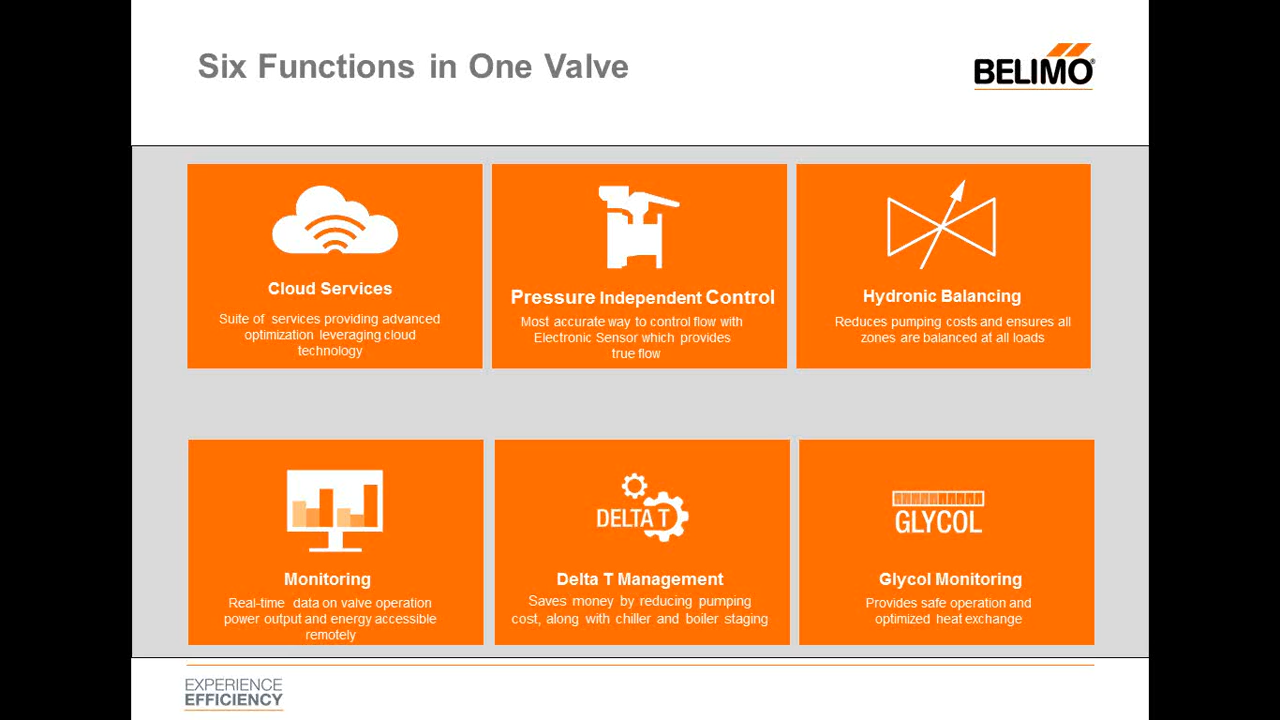 Six Functions in One Valve
BELIMO®
Cloud Services
Suite of services providing advanced
optimization leveraging cloud
technology
Pressure Independent Control
Most accurate way to control flow with
Electronic Sensor which provides
true flow
Hydronic Balancing
Reduces pumping costs and ensures all
zones are balanced at all loads
Monitoring
Real-time data on valve operation
power output and energy accessible
remotely
DELTA T
Delta T Management
Saves money by reducing pumping
cost, along with chiller and boiler staging
GLYCOL
Glycol Monitoring
Provides safe operation and
optimized heat exchange
EXPERIENCE
EFFICIENCY